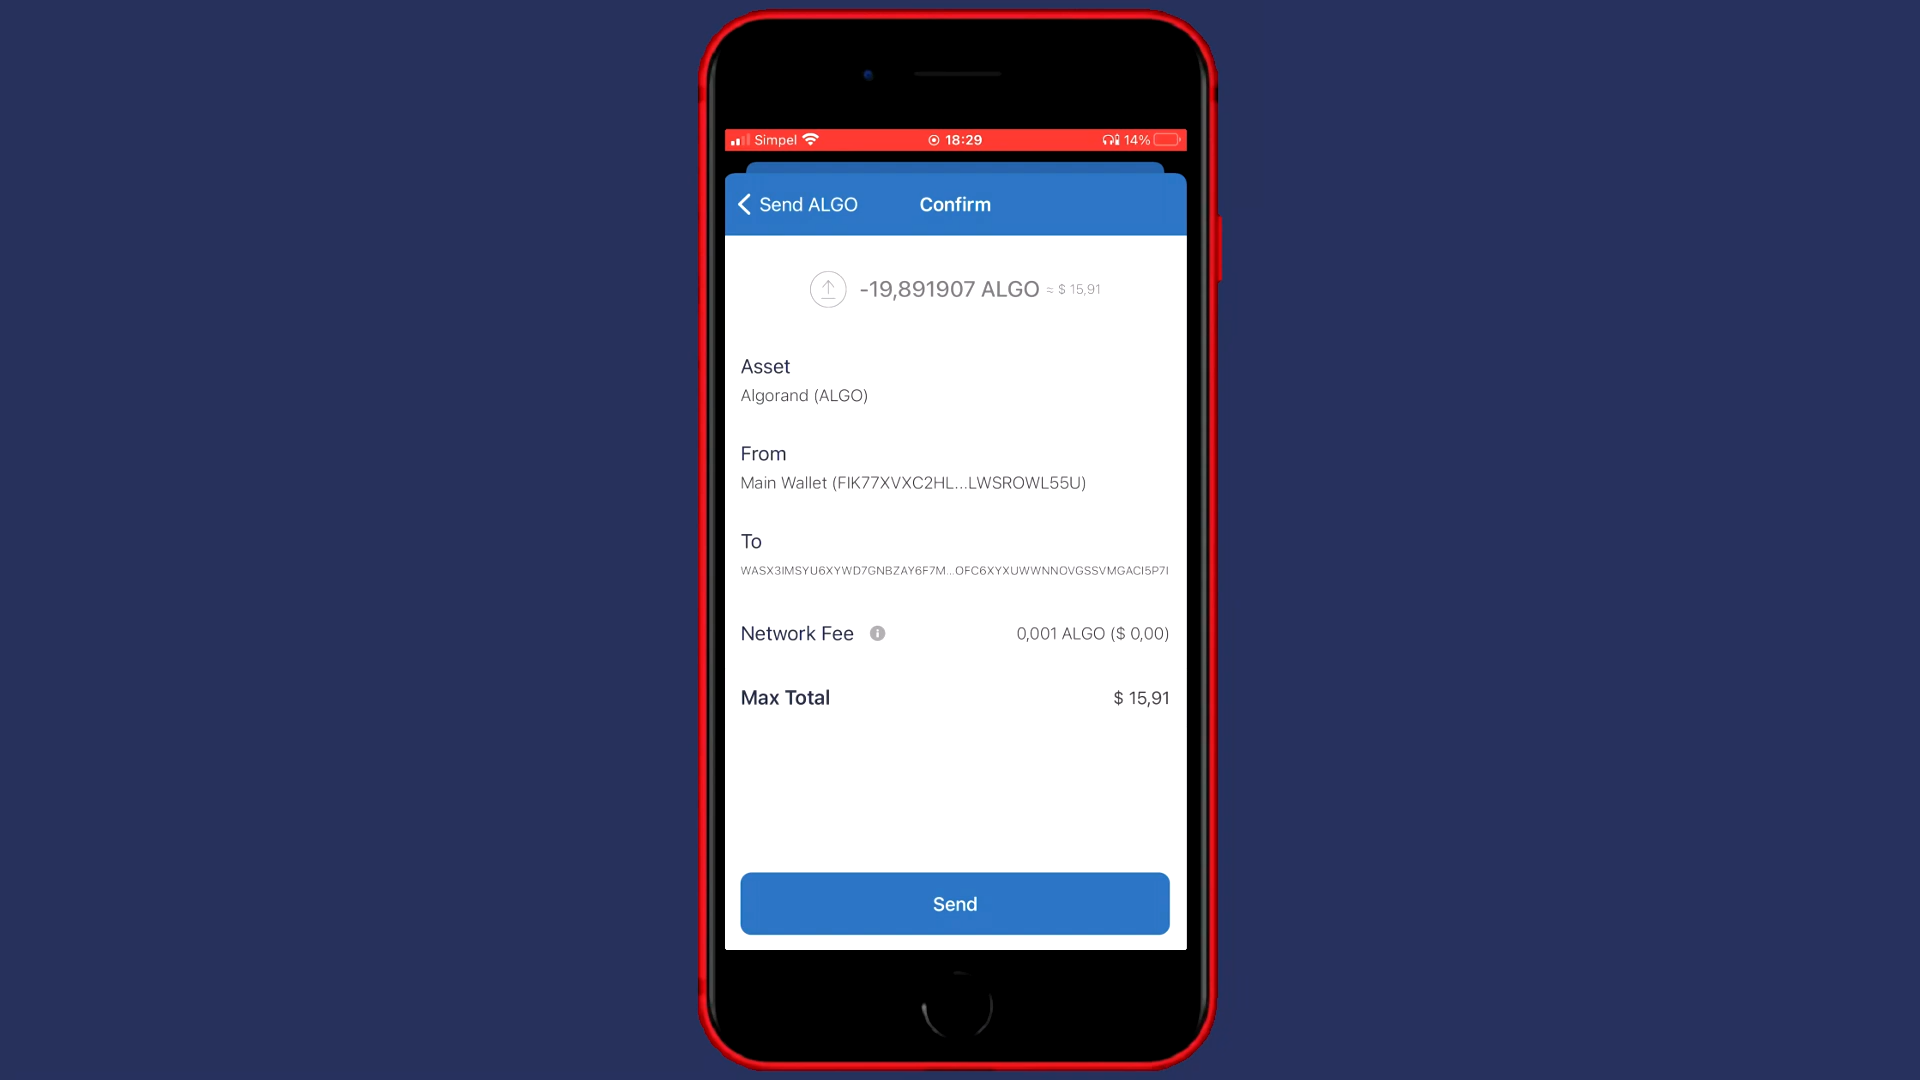 Simpel 18:29 14%
Send ALGO Confirm
-19,891907 ALGO ≈ $ 15,91
Asset
Algorand (ALGO)
From
Main Wallet (FIK77XVXC2HL...LWSROWL55U)
To
WASX3IMSYU6XYWD7GNBZAY6F7M...OFC6XYXUWWNNOVGSSVMGACI5P7I
Network Fee 0,001 ALGO ($ 0,00)
Max Total $ 15,91
Send